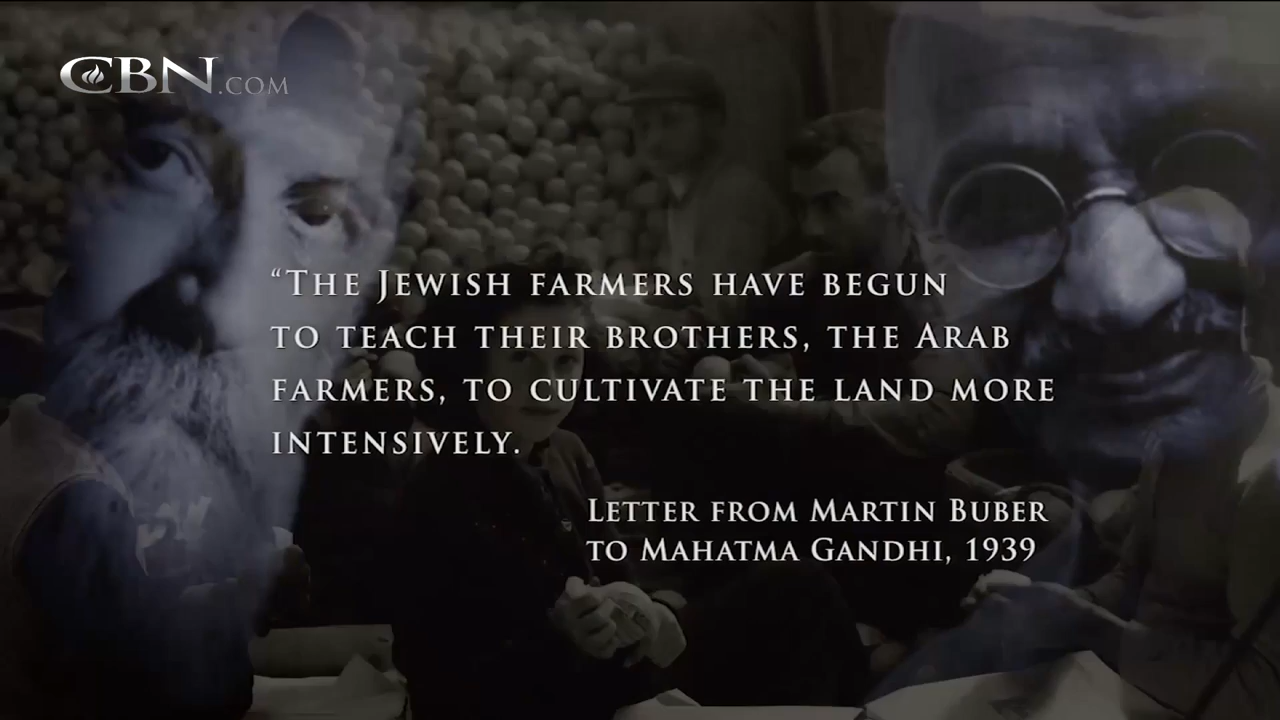 CBN.COM
“THE JEWISH FARMERS HAVE BEGUN
TO TEACH THEIR BROTHERS, THE ARAB
FARMERS, TO CULTIVATE THE LAND MORE
INTENSIVELY.
LETTER FROM MARTIN BUBER
TO MAHATMA GANDHI, 1939